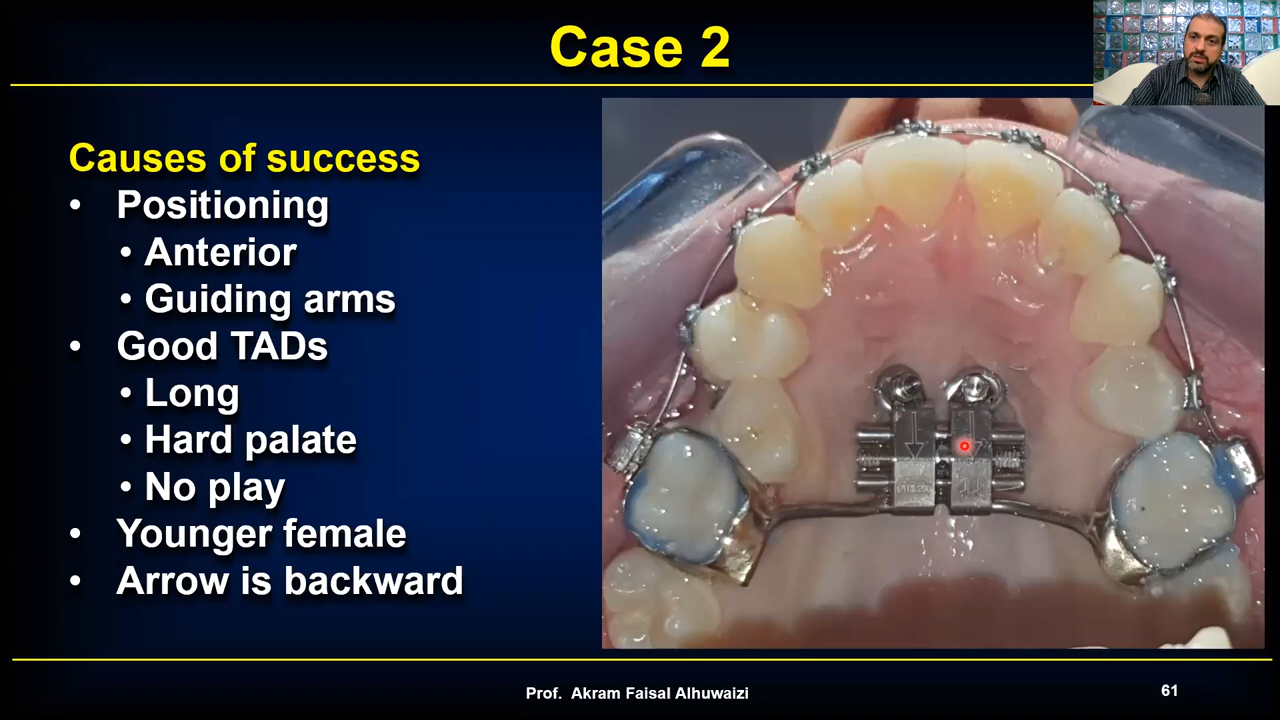 Case 2
Causes of success
• Positioning
• Anterior
• Guiding arms
• Good TADs
• Long
• Hard palate
• No play
• Younger female
• Arrow is backward
Prof. Akram Faisal Alhuwaizi
61